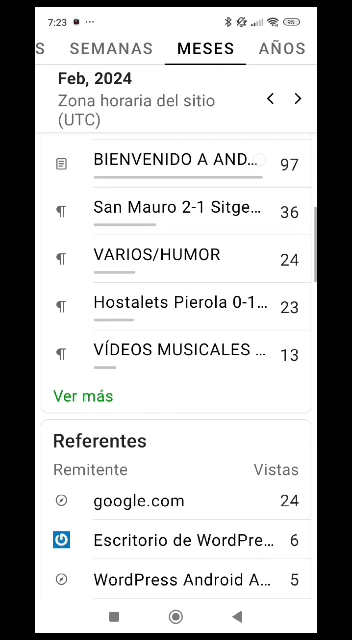 7:23
95
S SEMANAS MESES AÑOS
Feb, 2024
Zona horaria del sitio
(UTC)
BIENVENIDO A AND... 97
San Mauro 2-1 Sitge... 36
VARIOS/HUMOR 24
Hostalets Pierola 0-1... 23
VÍDEOS MUSICALES ... 13
Ver más
Referentes
Remitente Vistas
google.com 24
Escritorio de WordPre... 6
WordPress Android A... 5